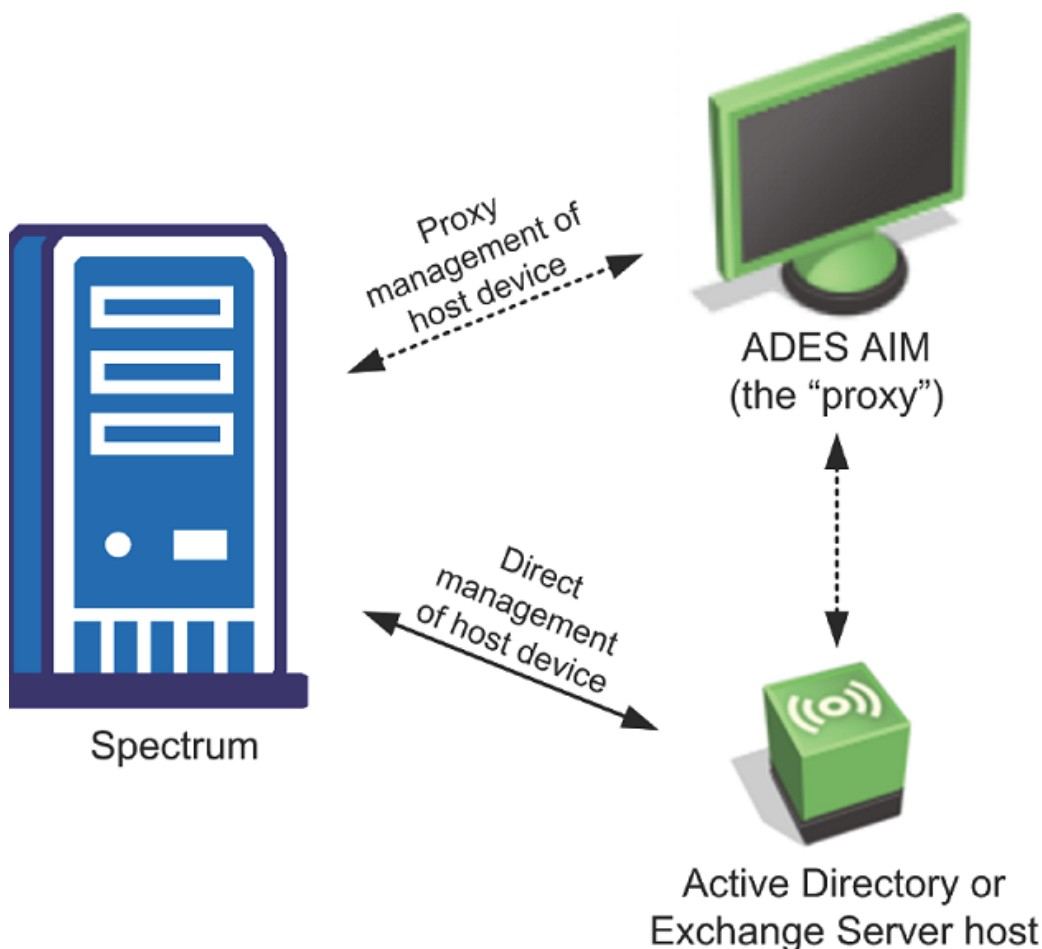 Proxy
management of
host device
ADES AIM
(the “proxy”)
Direct
management
of host device
Spectrum
Active Directory or
Exchange Server host